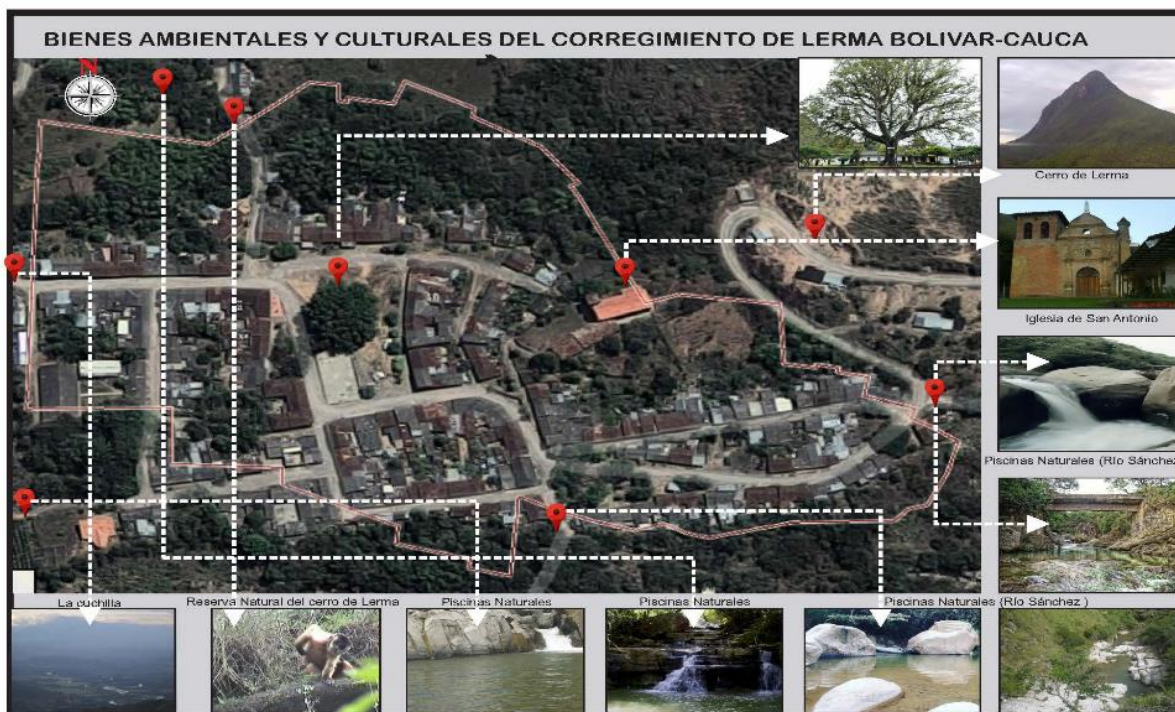 BIENES AMBIENTALES Y CULTURALES DEL CORREGIMIENTO DE LERMA BOLIVAR-CAUCA
N
Cerro de Lerma
Iglesia de San Antonio
Piscinas Naturales (Río Sánchez
La cuchilla
Reserva Natural del cerro de Lerma
Piscinas Naturales
Piscinas Naturales
Piscinas Naturales (Río Sánchez )